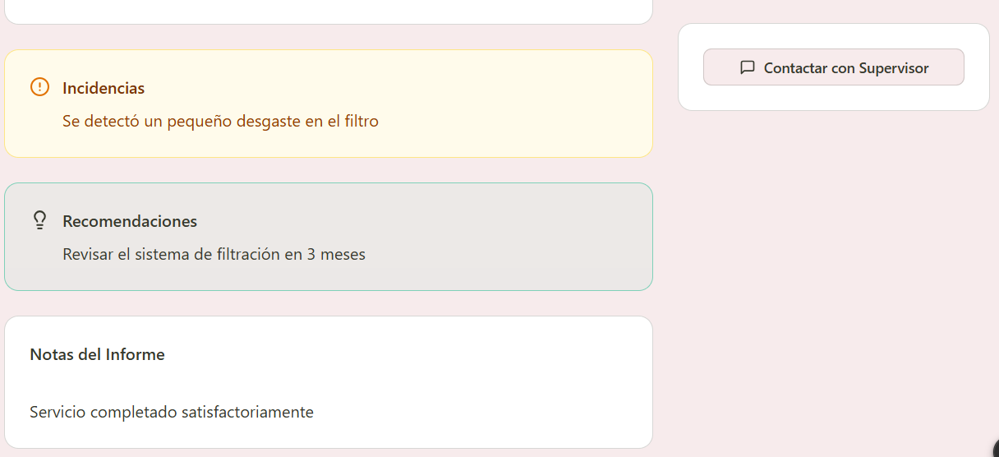 Incidencias
Se detectó un pequeño desgaste en el filtro
Recomendaciones
Revisar el sistema de filtración en 3 meses
Notas del Informe
Servicio completado satisfactoriamente
Contactar con Supervisor